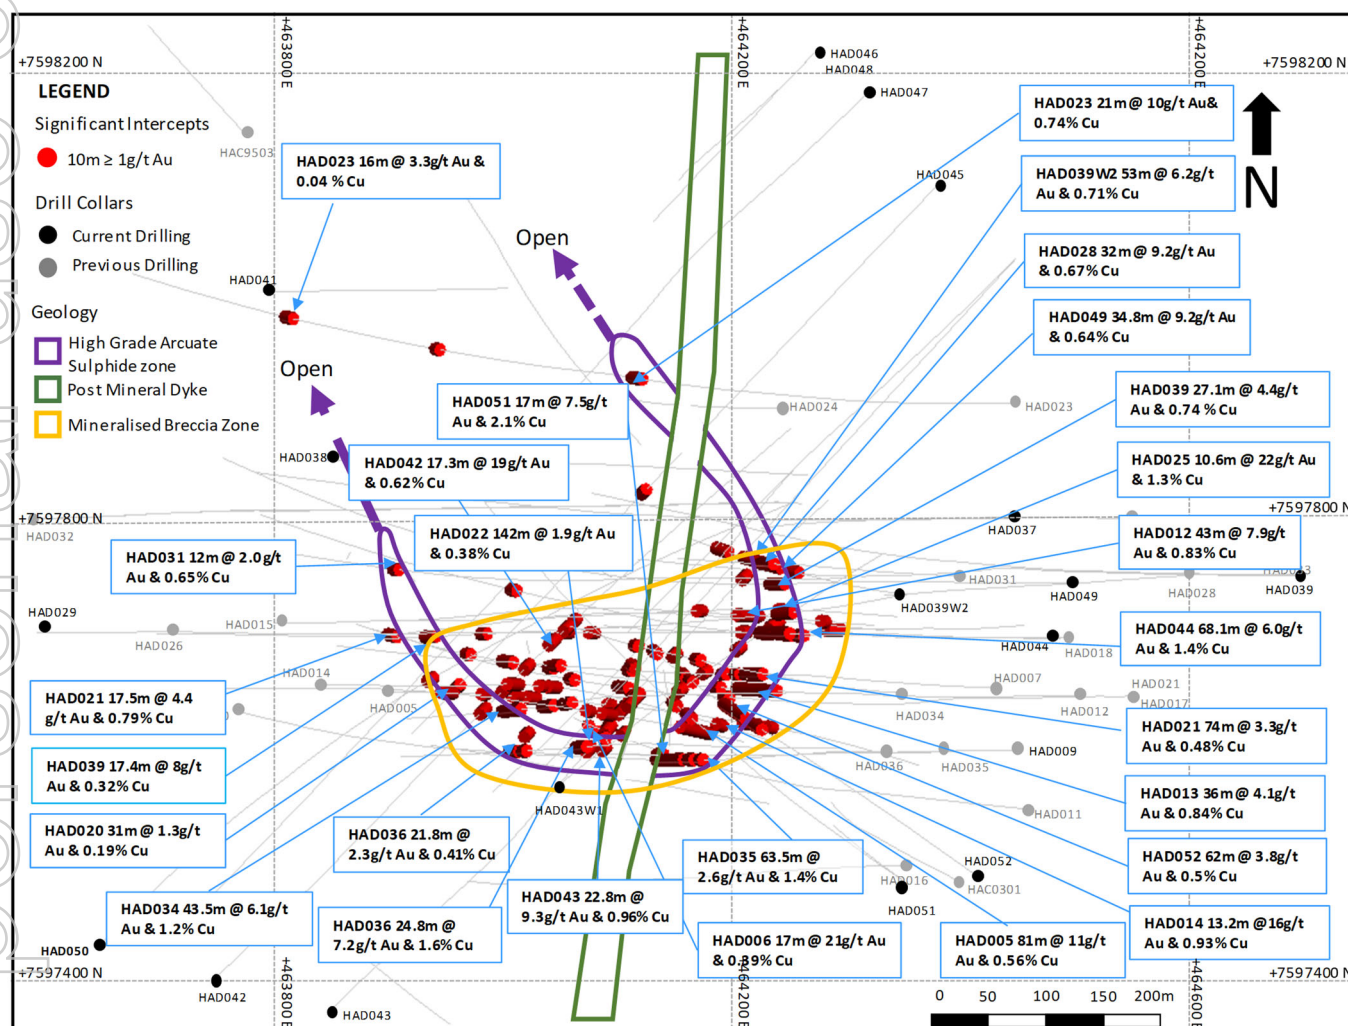 +463800 E
+464200 E
+464200 E
+7598200 N
+7598200 N
LEGEND
Significant Intercepts
10m ≥ 1g/t Au
Drill Collars
Current Drilling
Previous Drilling
Geology
High Grade Arcuate
Sulphide zone
Post Mineral Dyke
Mineralised Breccia Zone
N
HAD046
HAD048
HAD047
HAC9503
HAD045
HAD041
HAD023 16m @ 3.3g/t Au &
0.04 % Cu
HAD023 21m @ 10g/t Au&
0.74% Cu
HAD039W2 53m @ 6.2g/t
Au & 0.71% Cu
HAD028 32m @ 9.2g/t Au
& 0.67% Cu
HAD049 34.8m @ 9.2g/t Au
& 0.64% Cu
Open
Open
HAD051 17m @ 7.5g/t
Au & 2.1% Cu
HAD024
HAD023
HAD039 27.1m @ 4.4g/t
Au & 0.74 % Cu
HAD038
HAD042 17.3m @ 19g/t Au
& 0.62% Cu
HAD025 10.6m @ 22g/t Au
& 1.3% Cu
+7597800 N
+7597800 N
HAD032
HAD037
HAD022 142m @ 1.9g/t Au
& 0.38% Cu
HAD012 43m @ 7.9g/t
Au & 0.83% Cu
HAD031 12m @ 2.0g/t
Au & 0.65% Cu
HAD031
HAD049
HAD028
HAD039
HAD039W2
HAD029
HAD015
HAD026
HAD044
HAD018
HAD044 68.1m @ 6.0g/t
Au & 1.4% Cu
HAD014
HAD005
HAD007
HAD034
HAD012
HAD021
HAD017
HAD021 17.5m @ 4.4
g/t Au & 0.79% Cu
HAD021 74m @ 3.3g/t
Au & 0.48% Cu
HAD036
HAD035
HAD009
HAD039 17.4m @ 8g/t
Au & 0.32% Cu
HAD013 36m @ 4.1g/t
Au & 0.84% Cu
HAD043W1
HAD011
HAD020 31m @ 1.3g/t
Au & 0.19% Cu
HAD036 21.8m @
2.3g/t Au & 0.41% Cu
HAD035 63.5m @
2.6g/t Au & 1.4% Cu
HAD052 62m @ 3.8g/t
Au & 0.5% Cu
HAD016
HAD052
HAC0301
HAD051
HAD034 43.5m @ 6.1g/t
Au & 1.2% Cu
HAD036 24.8m @
7.2g/t Au & 1.6% Cu
HAD043 22.8m @
9.3g/t Au & 0.96% Cu
HAD006 17m @ 21g/t Au
& 0.39% Cu
HAD005 81m @ 11g/t
Au & 0.56% Cu
HAD014 13.2m @16g/t
Au & 0.93% Cu
HAD050
+7597400 N
+7597400 N
HAD042
HAD043
+463800 E
+464200 E
+464600 E
0 50 100 150 200m